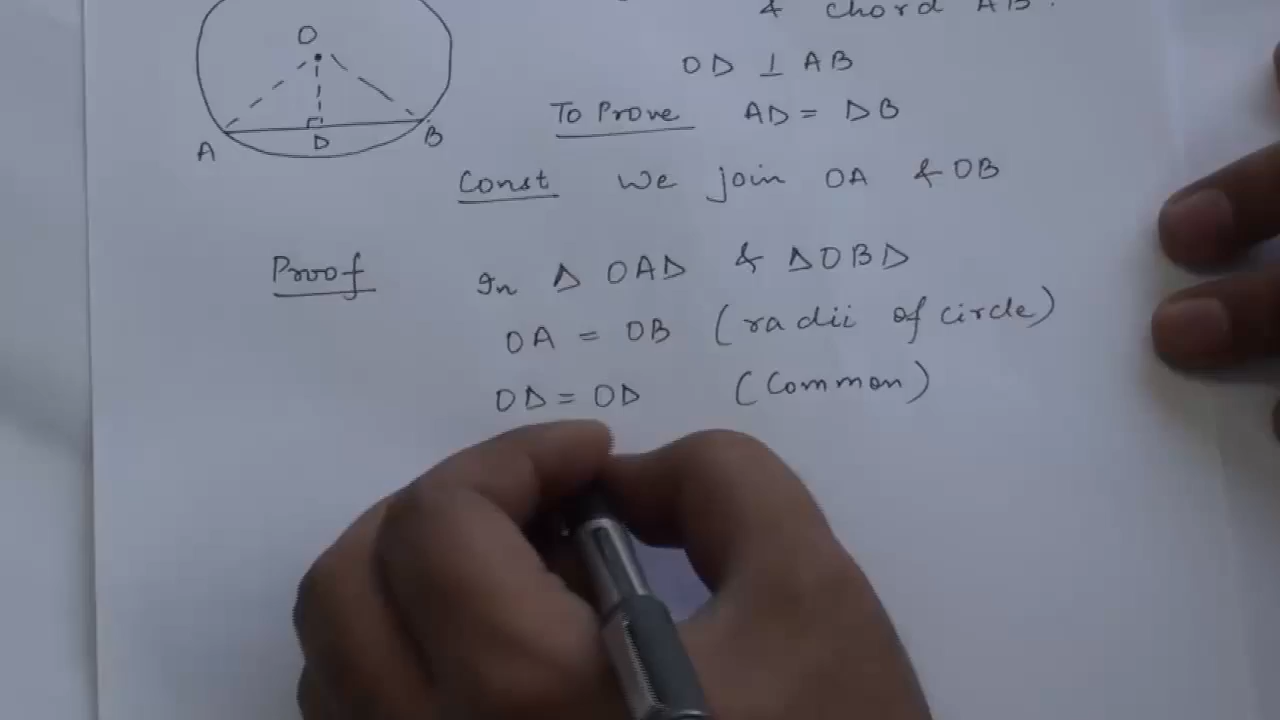 & chord AB.
O
OD ⊥ AB
To Prove AD = DB
A D B
Const We join OA & OB
Proof In Δ OAD & Δ OBD
OA = OB (radii of circle)
OD = OD (Common)